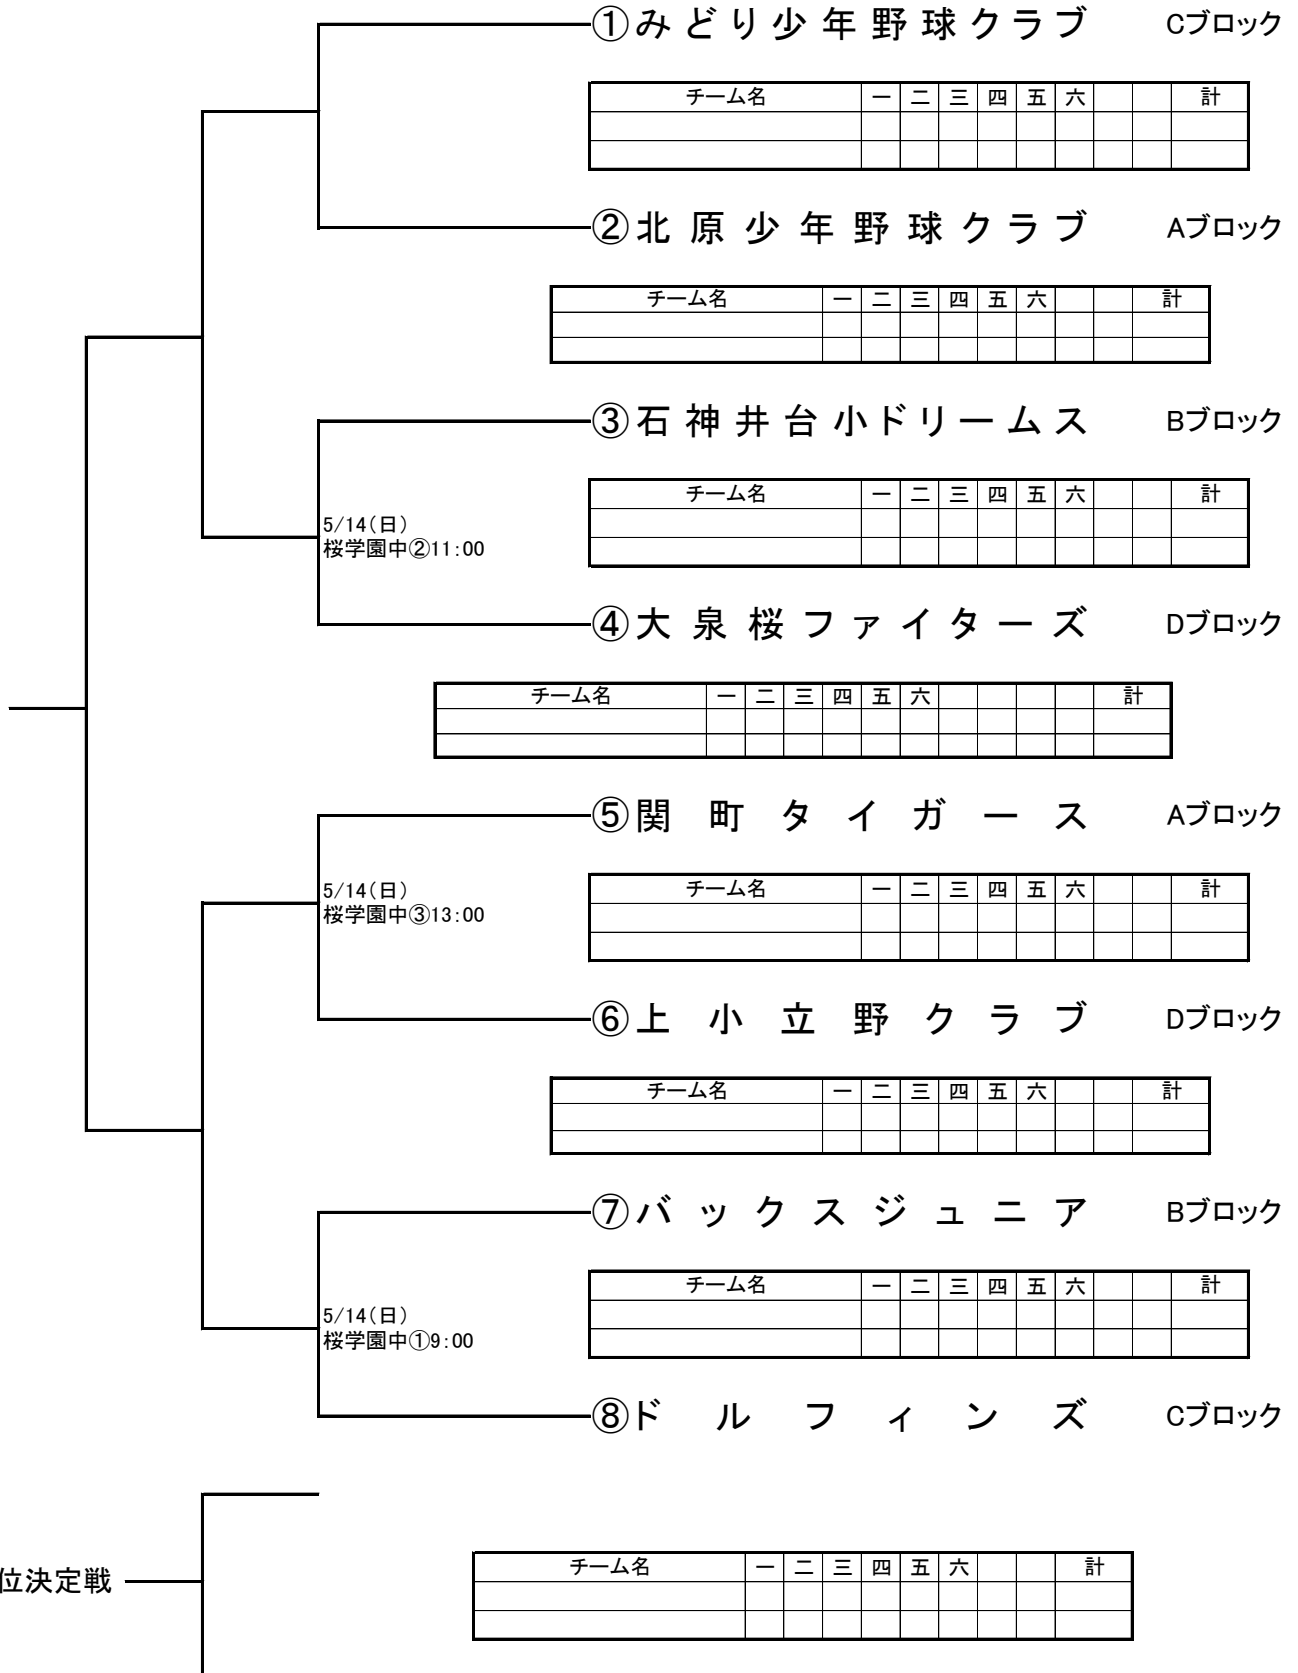 ①みどり少年野球クラブ Cブロック
チーム名 一 二 三 四 五 六 計
②北原少年野球クラブ Aブロック
チーム名 一 二 三 四 五 六 計
③石神井台小ドリームス Bブロック
チーム名 一 二 三 四 五 六 計
5/14(日)
桜学園中②11:00
④大泉桜ファイターズ Dブロック
チーム名 一 二 三 四 五 六 計
⑤関町タイガース Aブロック
チーム名 一 二 三 四 五 六 計
5/14(日)
桜学園中③13:00
⑥上小立野クラブ Dブロック
チーム名 一 二 三 四 五 六 計
⑦バックスジュニア Bブロック
チーム名 一 二 三 四 五 六 計
5/14(日)
桜学園中①9:00
⑧ドルフィンズ Cブロック
チーム名 一 二 三 四 五 六 計
位決定戦